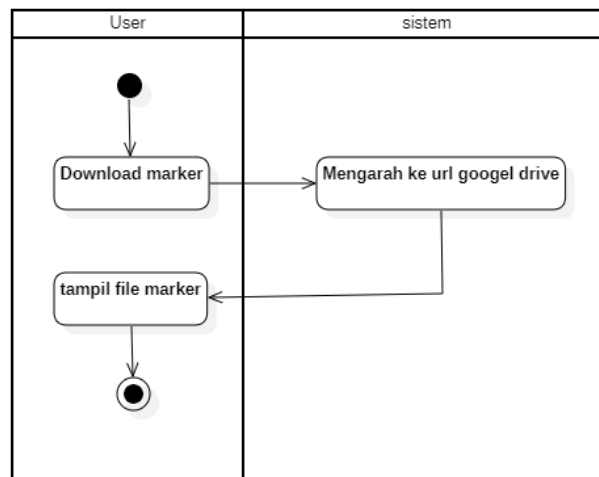 User
sistem
Download marker
Mengarah ke url googel drive
tampil file marker